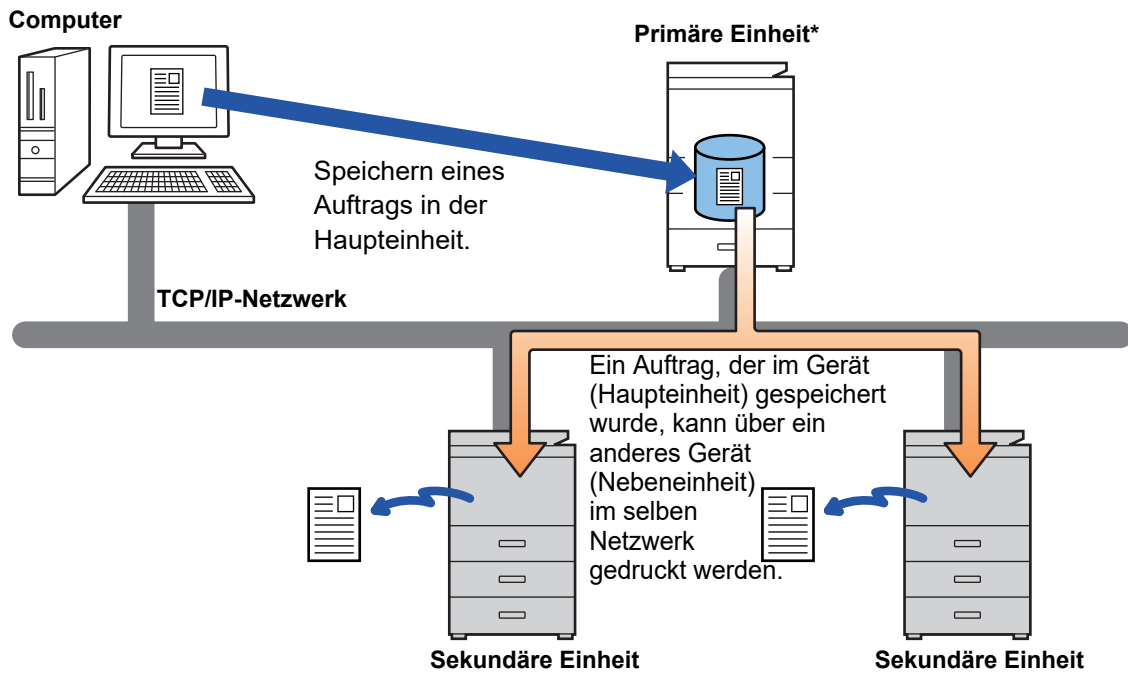 Computer
Primäre Einheit*
Speichern eines
Auftrags in der
Haupteinheit.
TCP/IP-Netzwerk
Ein Auftrag, der im Gerät
(Haupteinheit) gespeichert
wurde, kann über ein
anderes Gerät
(Nebeneinheit)
im selben
Netzwerk
gedruckt werden.
Sekundäre Einheit
Sekundäre Einheit